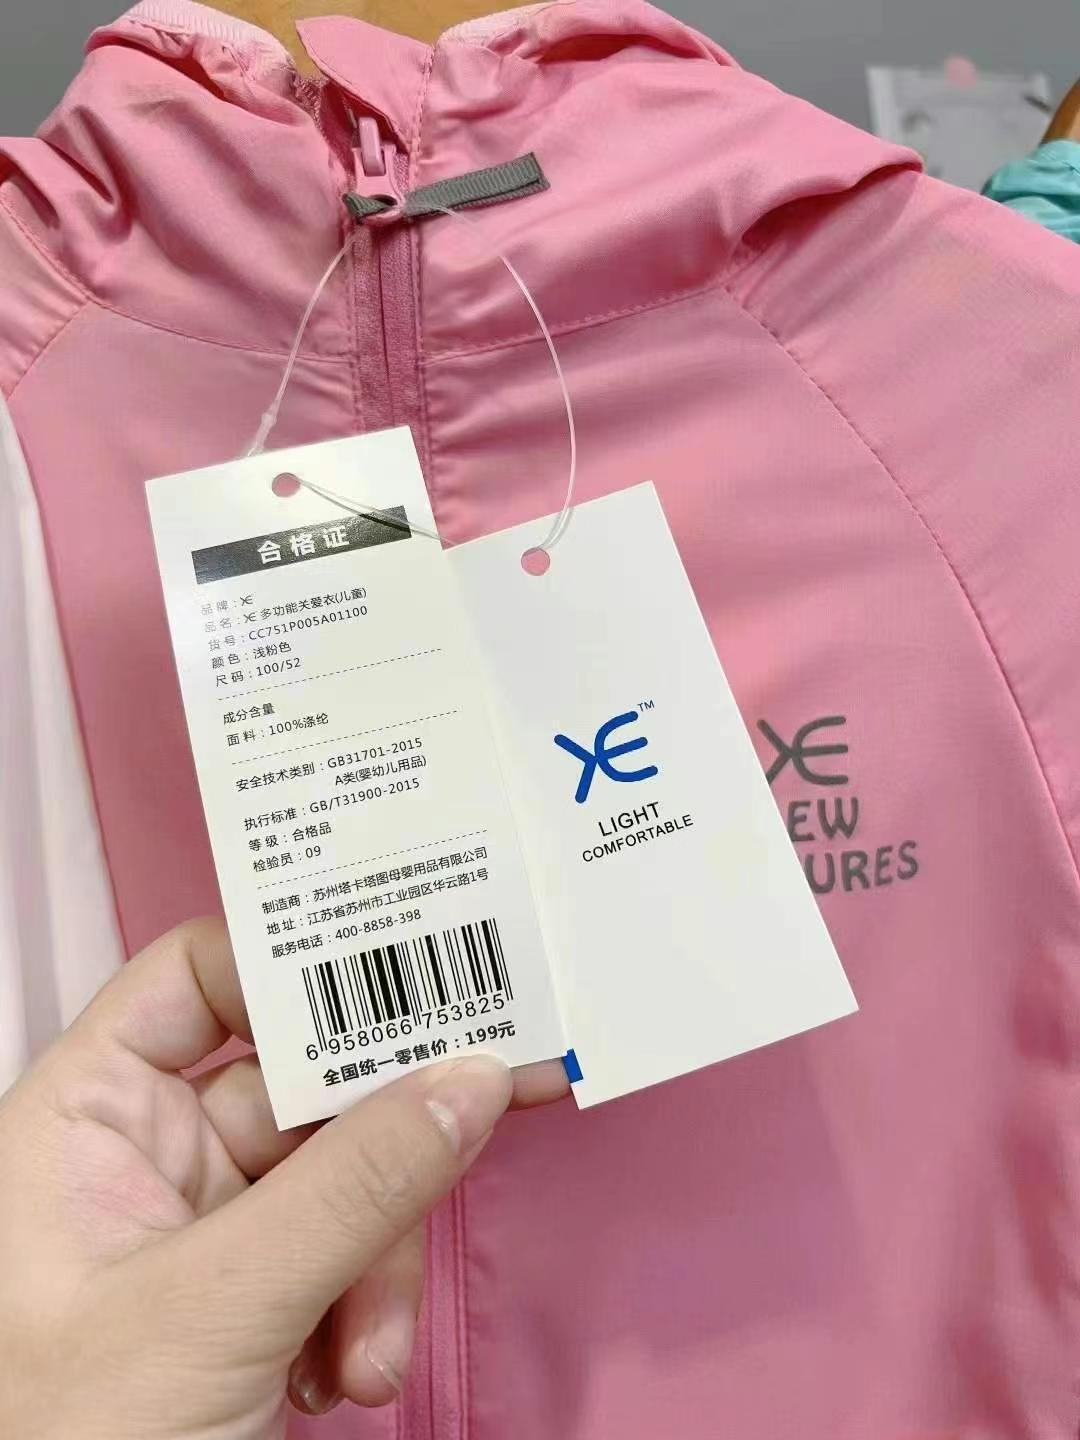 合格证
品 牌：XE
品名：XE 多功能关爱衣(儿童)
货 号：CC751P005A01100
颜 色：浅粉色
尺 码：100/52
成分含量
面 料：100%涤纶
安全技术类别：GB31701-2015
A类(婴幼儿用品)
执行标准：GB/T31900-2015
等 级：合格品
检验员：09
制造商：苏州塔卡塔图母婴用品有限公司
地 址：江苏省苏州市工业园区华云路1号
服务电话：400-8858-398
6 958066 753825
全国统一零售价：199元
XE™
LIGHT
COMFORTABLE
XE
EW
URES